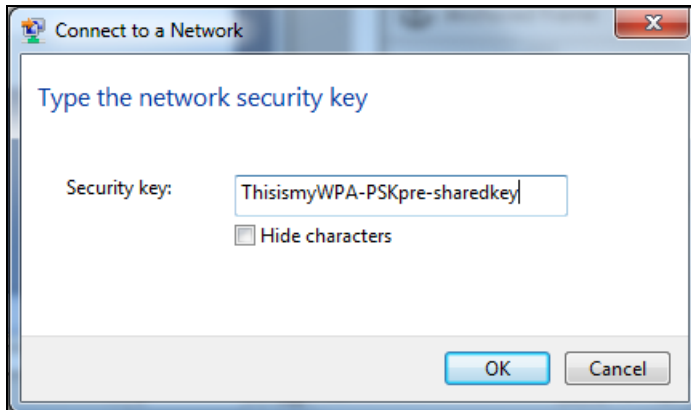 Connect to a Network
Type the network security key
Security key: ThisismyWPA-PSKpre-sharedkey
Hide characters
OK Cancel